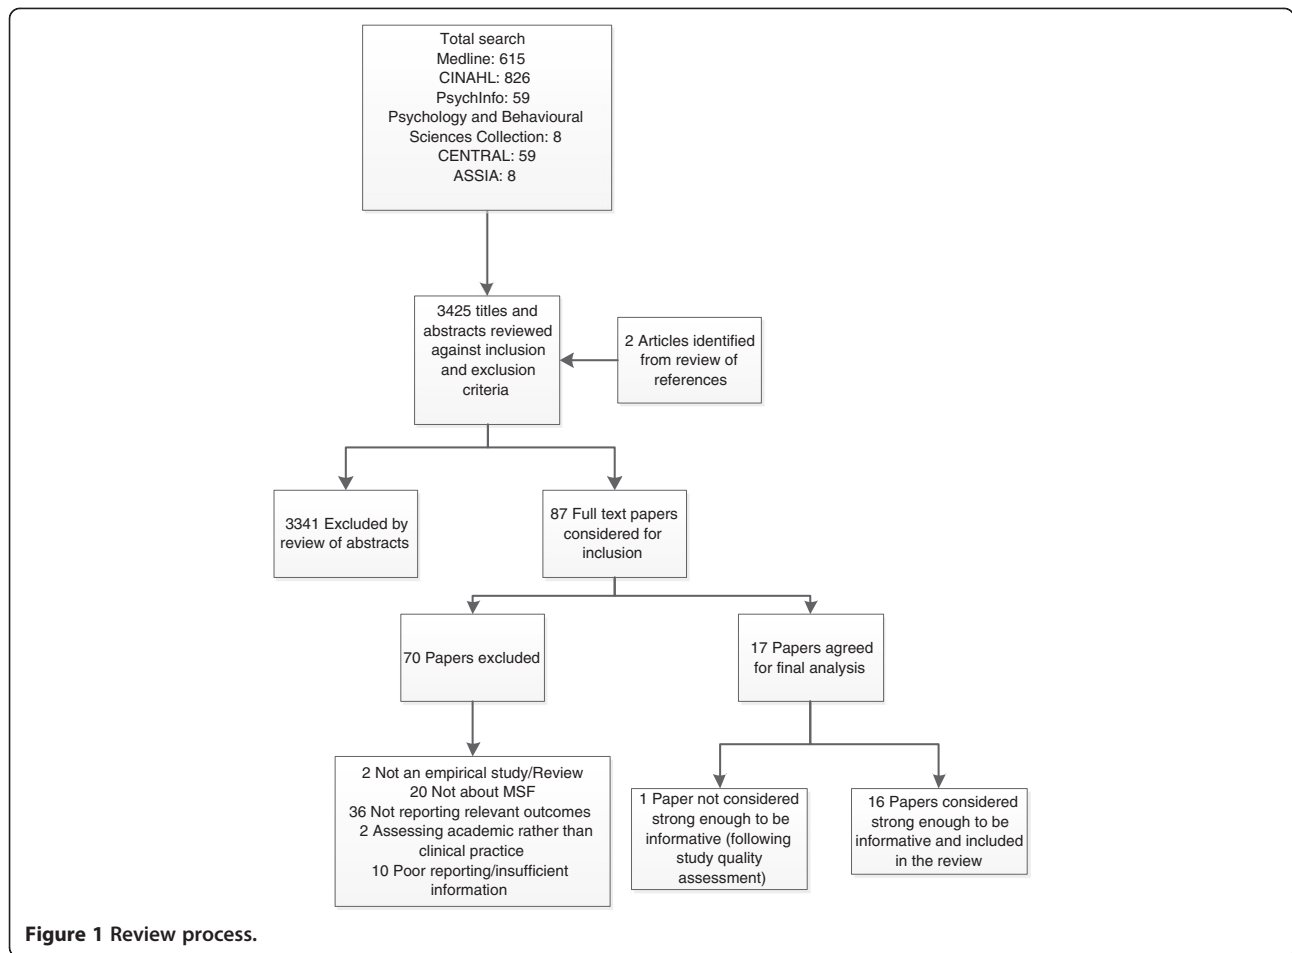 Total search
Medline: 615
CINAHL: 826
PsychInfo: 59
Psychology and Behavioural
Sciences Collection: 8
CENTRAL: 59
ASSIA: 8
3425 titles and
abstracts reviewed
against inclusion
and exclusion
criteria
2 Articles identified
from review of
references
3341 Excluded by
review of abstracts
87 Full text papers
considered for
inclusion
70 Papers excluded
17 Papers agreed
for final analysis
2 Not an empirical study/Review
20 Not about MSF
36 Not reporting relevant outcomes
2 Assessing academic rather than
clinical practice
10 Poor reporting/insufficient
information
1 Paper not considered
strong enough to be
informative (following
study quality
assessment)
16 Papers considered
strong enough to be
informative and included
in the review
Figure 1 Review process.